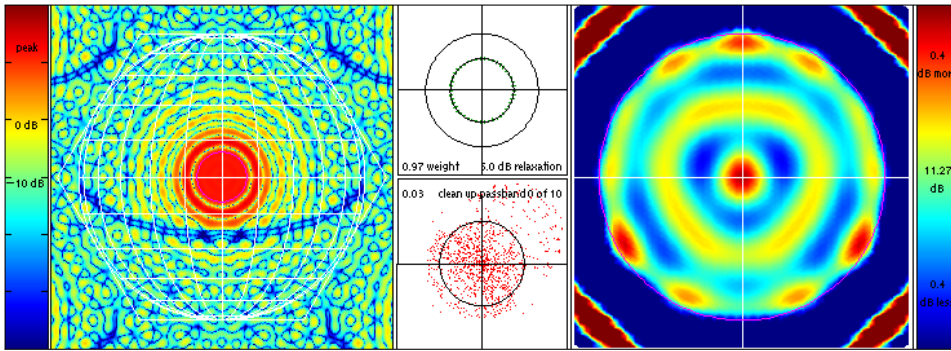 peak
0 dB
-10 dB
0.97 weight 5.0 dB relaxation
0.03 clean up passband 0 of 10
0.4
dB mor
11.27
dB
0.4
dB les